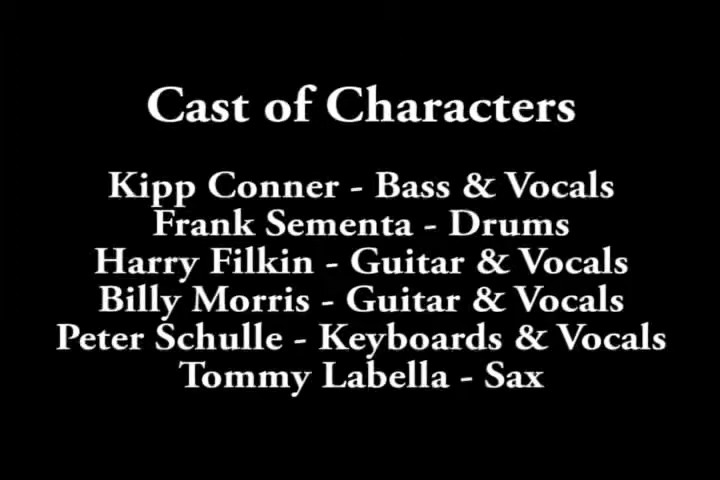 Cast of Characters
Kipp Conner - Bass & Vocals
Frank Sementa - Drums
Harry Filkin - Guitar & Vocals
Billy Morris - Guitar & Vocals
Peter Schulle - Keyboards & Vocals
Tommy Labella - Sax